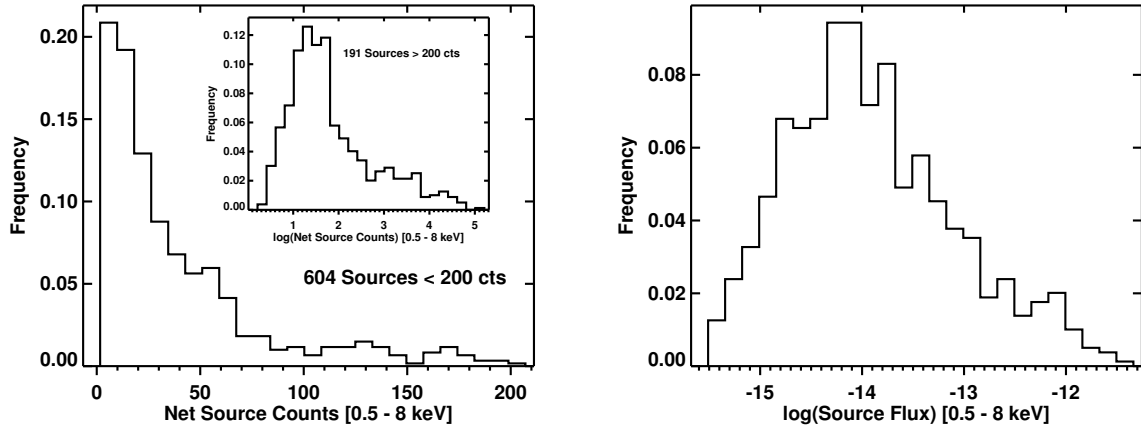 0.20
0.15
0.10
0.05
0.00
Frequency
0 50 100 150 200
Net Source Counts [0.5 - 8 keV]
604 Sources < 200 cts
0.12
0.10
0.08
0.06
0.04
0.02
0.00
Frequency
191 Sources > 200 cts
1 2 3 4 5
log(Net Source Counts) [0.5 - 8 keV]
0.08
0.06
0.04
0.02
0.00
Frequency
-15 -14 -13 -12
log(Source Flux) [0.5 - 8 keV]